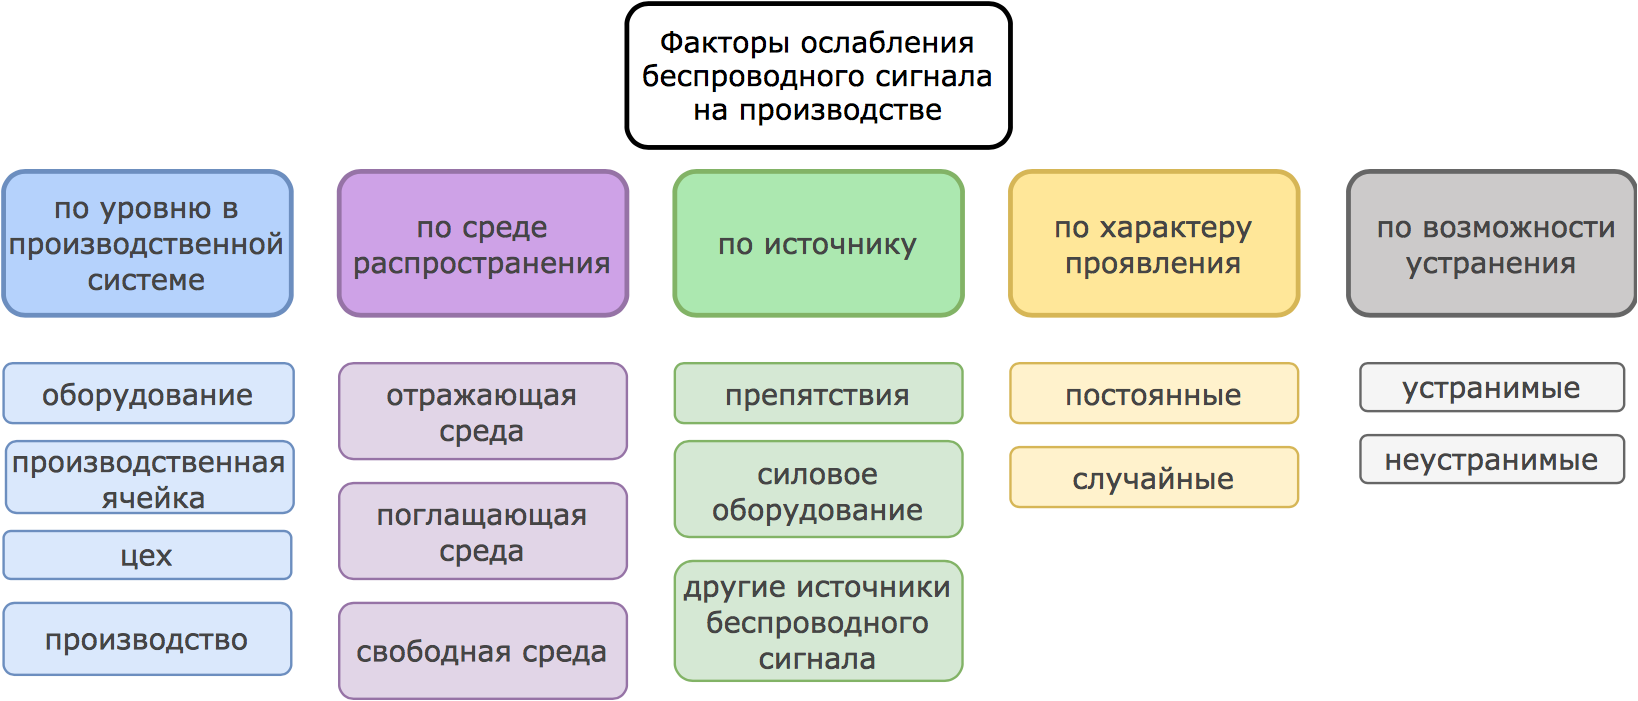 Факторы ослабления
беспроводного сигнала
на производстве
по уровню в
производственной
системе
по среде
распространения
по источнику
по характеру
проявления
по возможности
устранения
оборудование
производственная
ячейка
цех
производство
отражающая
среда
поглащающая
среда
свободная среда
препятствия
силовое
оборудование
другие источники
беспроводного
сигнала
постоянные
случайные
устранимые
неустранимые